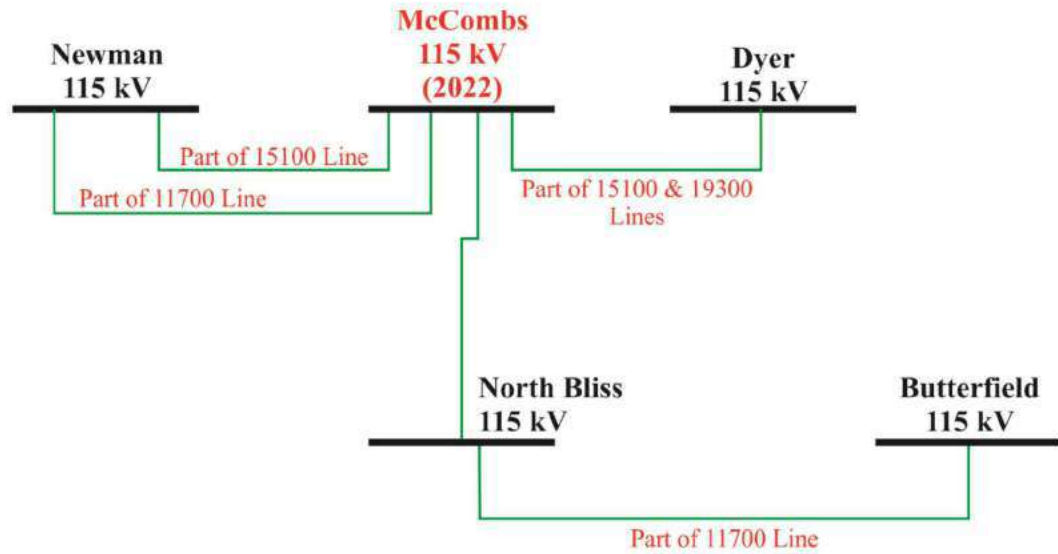 McCombs
115 kV
(2022)
Newman
115 kV
Dyer
115 kV
Part of 15100 Line
Part of 11700 Line
Part of 15100 & 19300
Lines
North Bliss
115 kV
Butterfield
115 kV
Part of 11700 Line